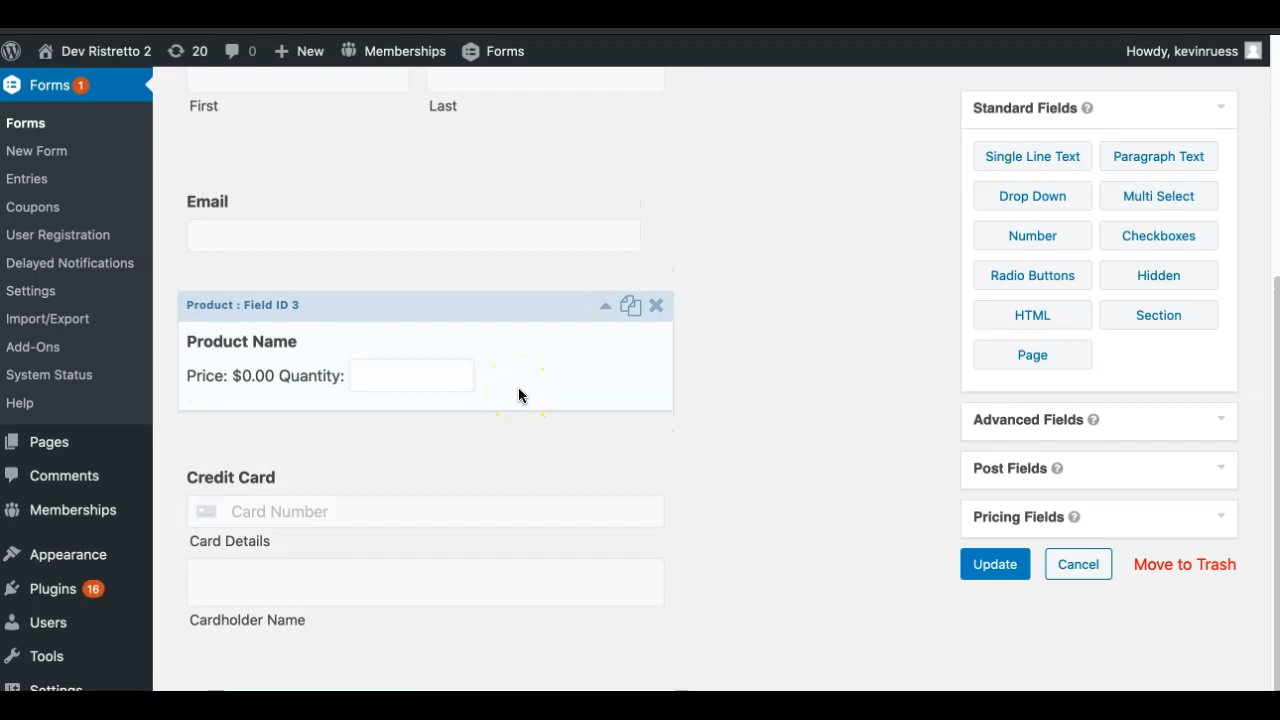 Dev Ristretto 2 20 0 New Memberships Forms Howdy, kevinruess
Forms 1
Forms
New Form
Entries
Coupons
User Registration
Delayed Notifications
Settings
Import/Export
Add-Ons
System Status
Help
Pages
Comments
Memberships
Appearance
Plugins 16
Users
Tools
Settings
First Last
Email
Product : Field ID 3
Product Name
Price: $0.00 Quantity:
Credit Card
Card Number
Card Details
Cardholder Name
Standard Fields
Single Line Text Paragraph Text
Drop Down Multi Select
Number Checkboxes
Radio Buttons Hidden
HTML Section
Page
Advanced Fields
Post Fields
Pricing Fields
Update Cancel Move to Trash